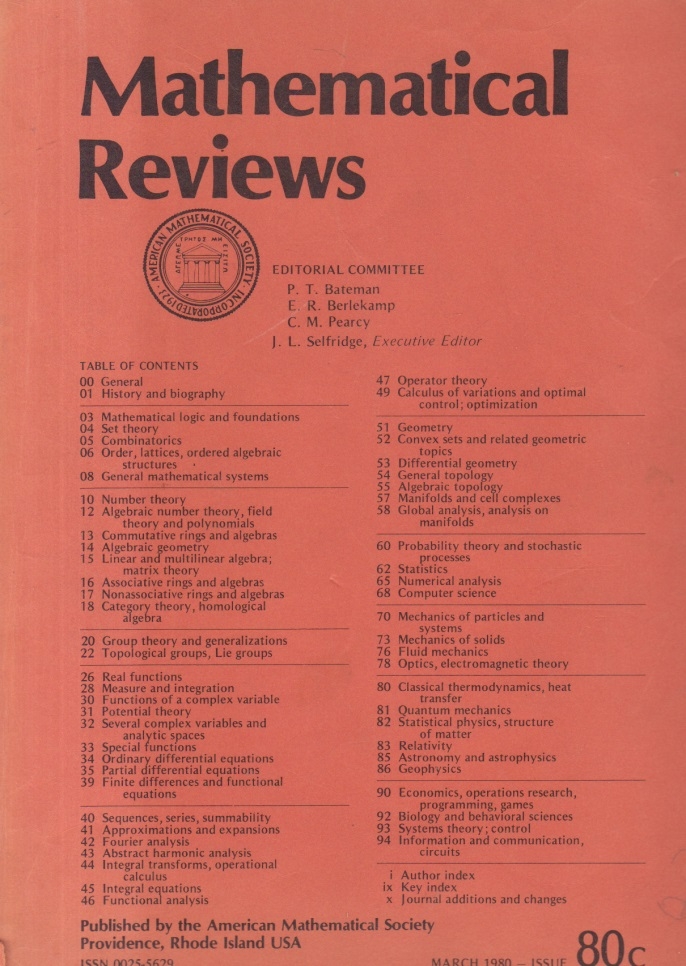 Mathematical
Reviews
AMERICAN MATHEMATICAL SOCIETY INCORPORATED 1923
ΑΓΕΩΜΕΤΡΗΤΟΣ ΜΗ ΕΙΣΙΤΩ
EDITORIAL COMMITTEE
P. T. Bateman
E. R. Berlekamp
C. M. Pearcy
J. L. Selfridge, Executive Editor
TABLE OF CONTENTS
00 General
01 History and biography
03 Mathematical logic and foundations
04 Set theory
05 Combinatorics
06 Order, lattices, ordered algebraic
structures
08 General mathematical systems
10 Number theory
12 Algebraic number theory, field
theory and polynomials
13 Commutative rings and algebras
14 Algebraic geometry
15 Linear and multilinear algebra;
matrix theory
16 Associative rings and algebras
17 Nonassociative rings and algebras
18 Category theory, homological
algebra
20 Group theory and generalizations
22 Topological groups, Lie groups
26 Real functions
28 Measure and integration
30 Functions of a complex variable
31 Potential theory
32 Several complex variables and
analytic spaces
33 Special functions
34 Ordinary differential equations
35 Partial differential equations
39 Finite differences and functional
equations
40 Sequences, series, summability
41 Approximations and expansions
42 Fourier analysis
43 Abstract harmonic analysis
44 Integral transforms, operational
calculus
45 Integral equations
46 Functional analysis
47 Operator theory
49 Calculus of variations and optimal
control; optimization
51 Geometry
52 Convex sets and related geometric
topics
53 Differential geometry
54 General topology
55 Algebraic topology
57 Manifolds and cell complexes
58 Global analysis, analysis on
manifolds
60 Probability theory and stochastic
processes
62 Statistics
65 Numerical analysis
68 Computer science
70 Mechanics of particles and
systems
73 Mechanics of solids
76 Fluid mechanics
78 Optics, electromagnetic theory
80 Classical thermodynamics, heat
transfer
81 Quantum mechanics
82 Statistical physics, structure
of matter
83 Relativity
85 Astronomy and astrophysics
86 Geophysics
90 Economics, operations research,
programming, games
92 Biology and behavioral sciences
93 Systems theory; control
94 Information and communication,
circuits
i Author index
ix Key index
x Journal additions and changes
Published by the American Mathematical Society
Providence, Rhode Island USA
ISSN 0025-5629
MARCH 1980 – ISSUE 80c